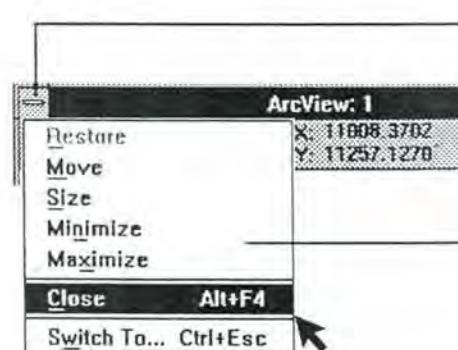 ArcView: 1
Restore
X: 11008.3702
Move
Y: 11257.1270
Size
Minimize
Maximize
Close Alt+F4
Switch To... Ctrl+Esc